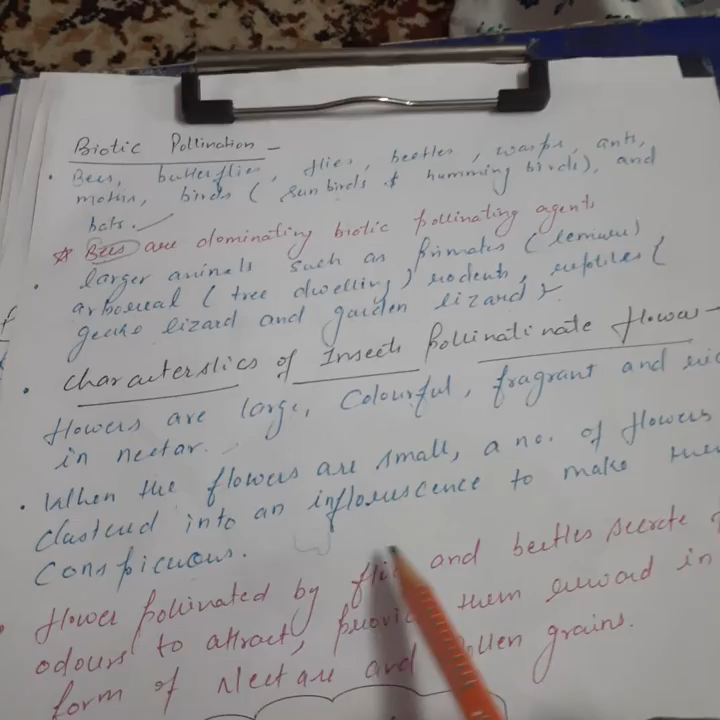 Biotic Pollination -
Bees, butterflies, flies, beetles, wasps, ants,
moths, birds (sunbirds & humming birds), and
bats.
☆ Bees are dominating biotic pollinating agents
larger animals such as primates (lemurs)
arboreal (tree dwelling) rodents, reptiles (
gecko lizard and garden lizard).
Characterstics of Insects pollinatinate flower -
flowers are large, Colourful, fragrant and
in nectar.
• When the flowers are small, a no. of flowers
clustered into an inflorescence to make
Conspicuous.
flower pollinated by and beetles secrete
odours to attract, them reward in
form of Nectar and grains.